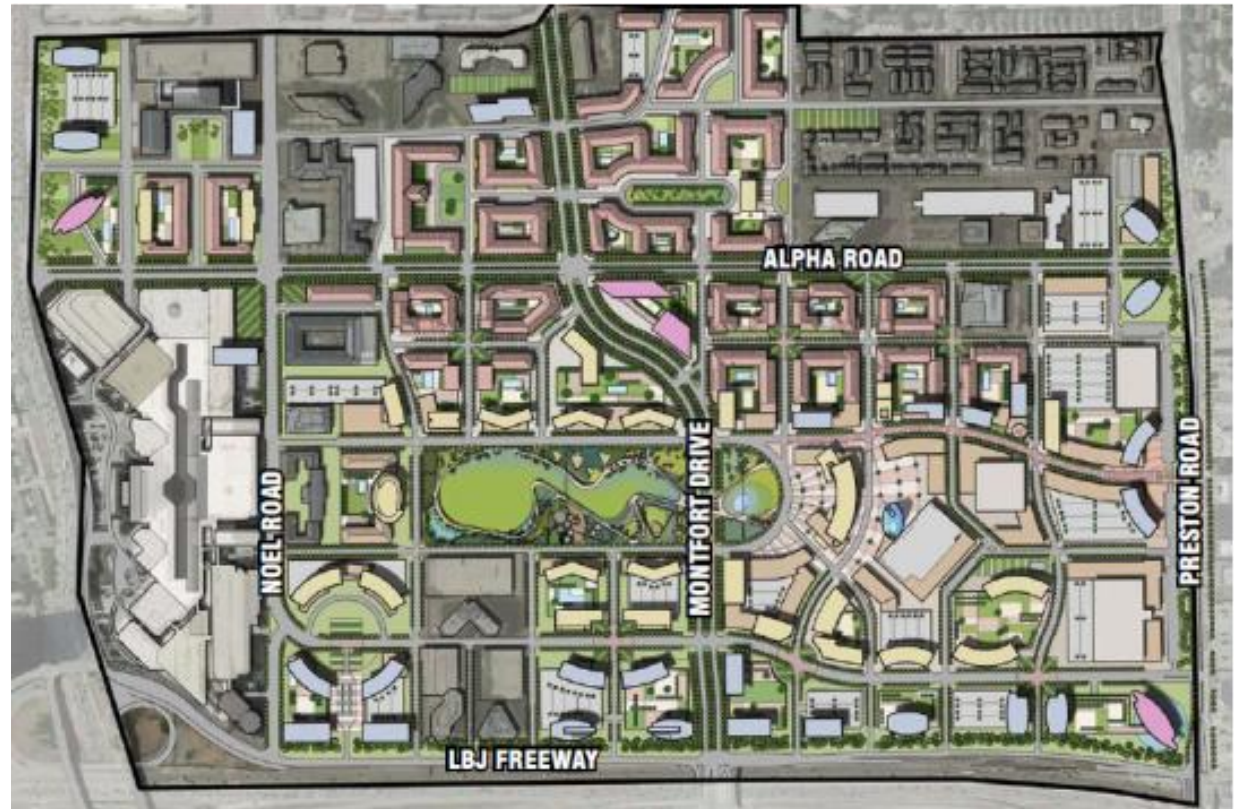 ALPHA ROAD
NOEL ROAD
MONTFORT DRIVE
PRESTON ROAD
LBJ FREEWAY